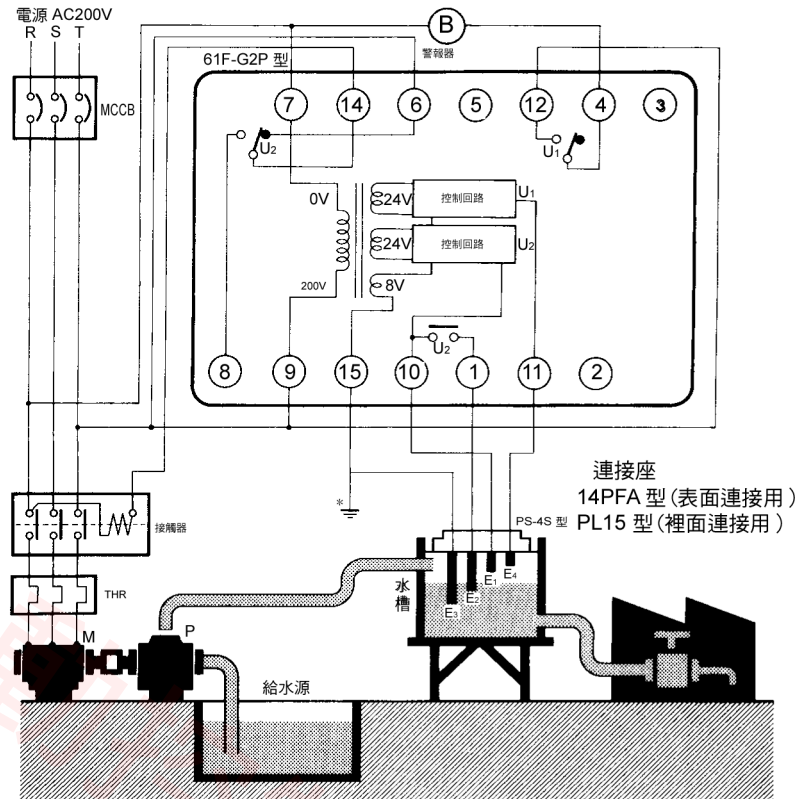 電源 AC200V
R S T
B
警報器
61F-G2P 型
MCCB
7 14 6 5 12 4 3
U2
U1
0V
24V
控制回路
U1
24V
控制回路
U2
200V
8V
U2
8 9 15 10 1 11 2
*
連接座
14PFA 型(表面連接用)
PL15 型(裡面連接用)
PS-4S 型
接觸器
THR
水槽
E1 E4
E2
E3
M
P
給水源